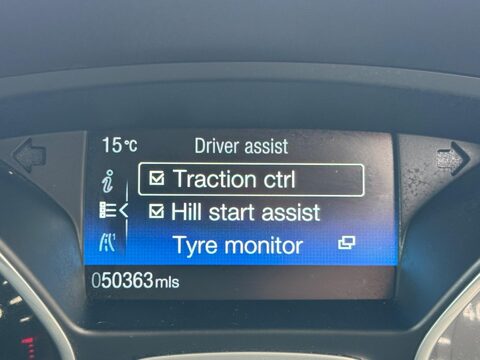 15°C Driver assist
Traction ctrl
Hill start assist
Tyre monitor
050363mls